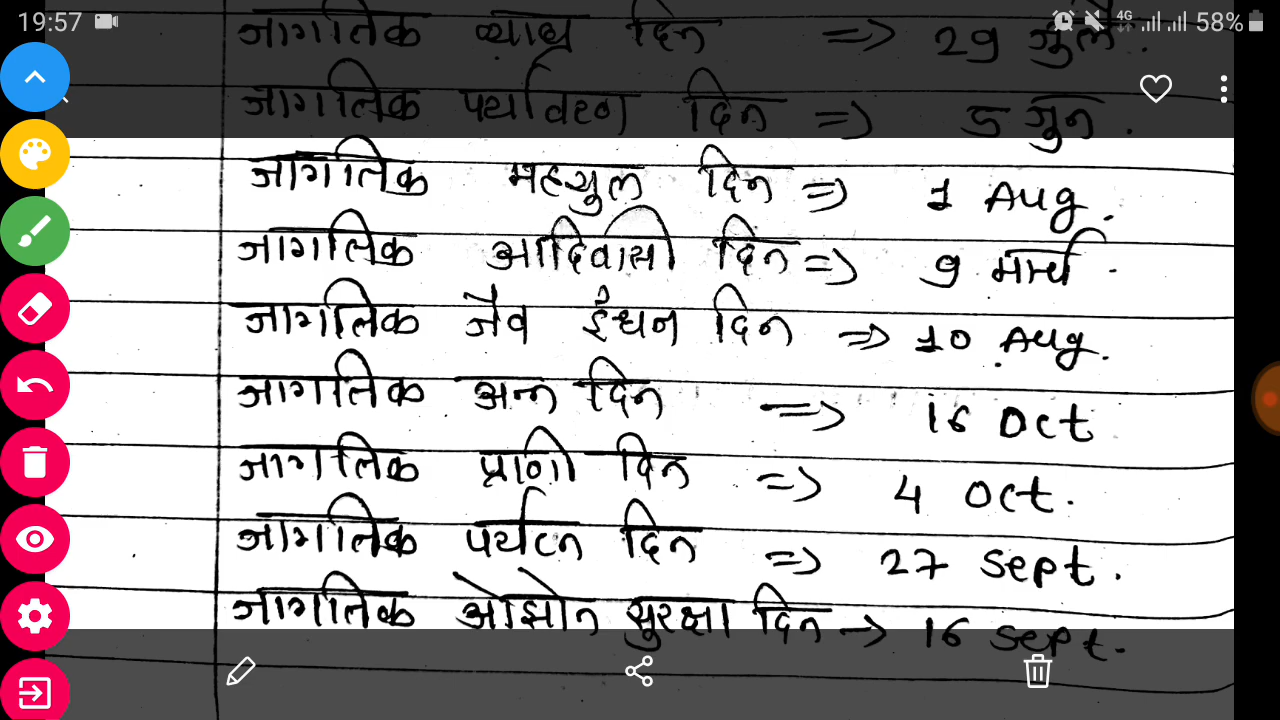 19:57 4G 58%
जागतिक व्याघ्र दिन => 29 जुलै.
जागतिक पर्यावरण दिन => 5 जुन.
जागतिक महसुल दिन => 1 Aug.
जागतिक आदिवासी दिन => 9 मार्च.
जागतिक जैव ईंधन दिन => 10 Aug.
जागतिक अन्न दिन => 16 Oct
जागतिक प्राणी दिन => 4 Oct.
जागतिक पर्यटन दिन => 27 Sept.
जागतिक ओझोन सुरक्षा दिन -> 16 Sept.